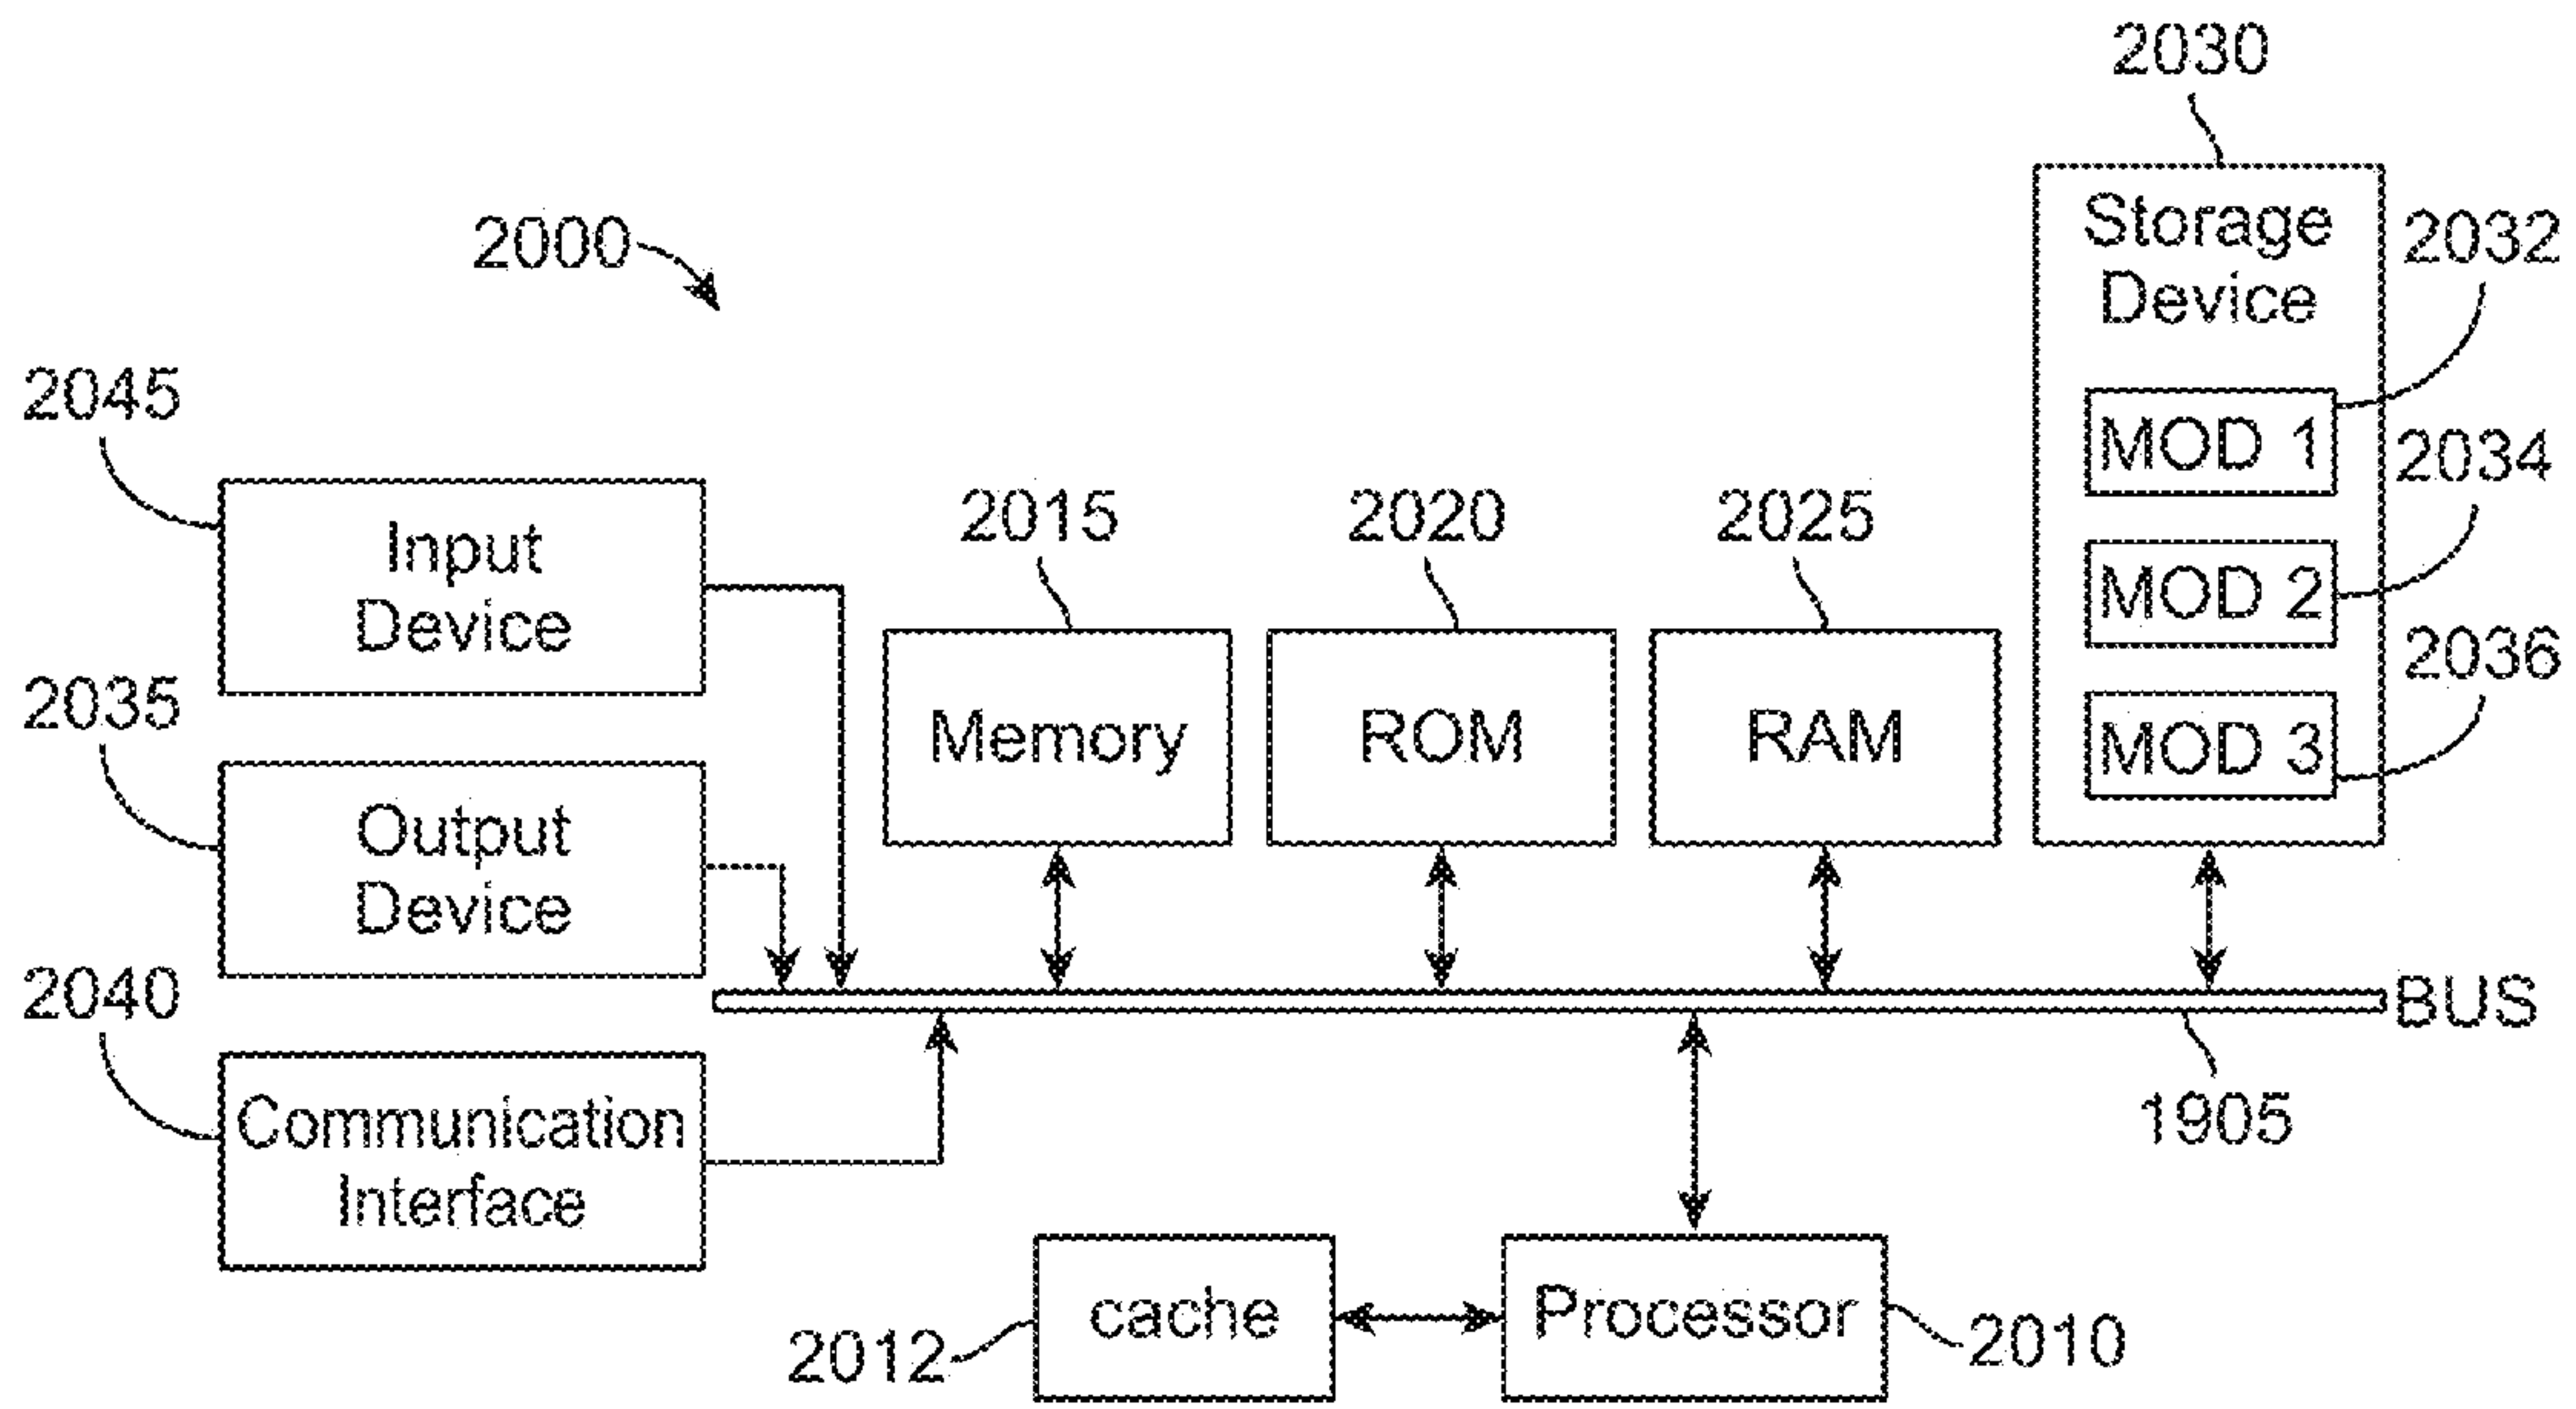 2030
2000
Storage
Device
2032
2045
MOD 1
2034
Input
Device
2015
2020
2025
MOD 2
2036
2035
Memory
ROM
RAM
MOD 3
Output
Device
2040
BUS
Communication
Interface
1905
cache
Processor
2012
2010